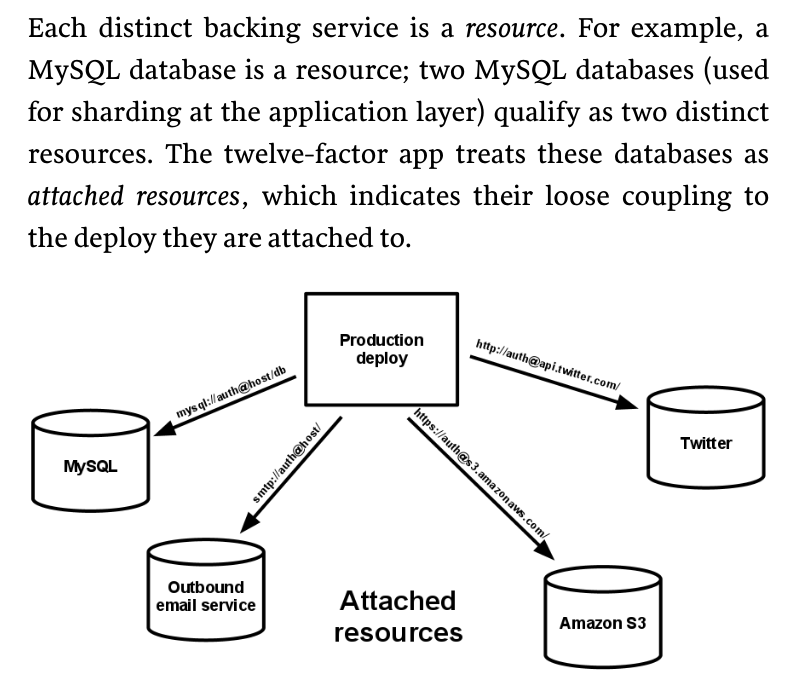 Each distinct backing service is a resource. For example, a
MySQL database is a resource; two MySQL databases (used
for sharding at the application layer) qualify as two distinct
resources. The twelve-factor app treats these databases as
attached resources, which indicates their loose coupling to
the deploy they are attached to.
Production
deploy
mysql://auth@host/db
http://auth@api.twitter.com/
smtp://auth@host/
https://auth@s3.amazonaws.com/
MySQL
Twitter
Outbound
email service
Attached
resources
Amazon S3